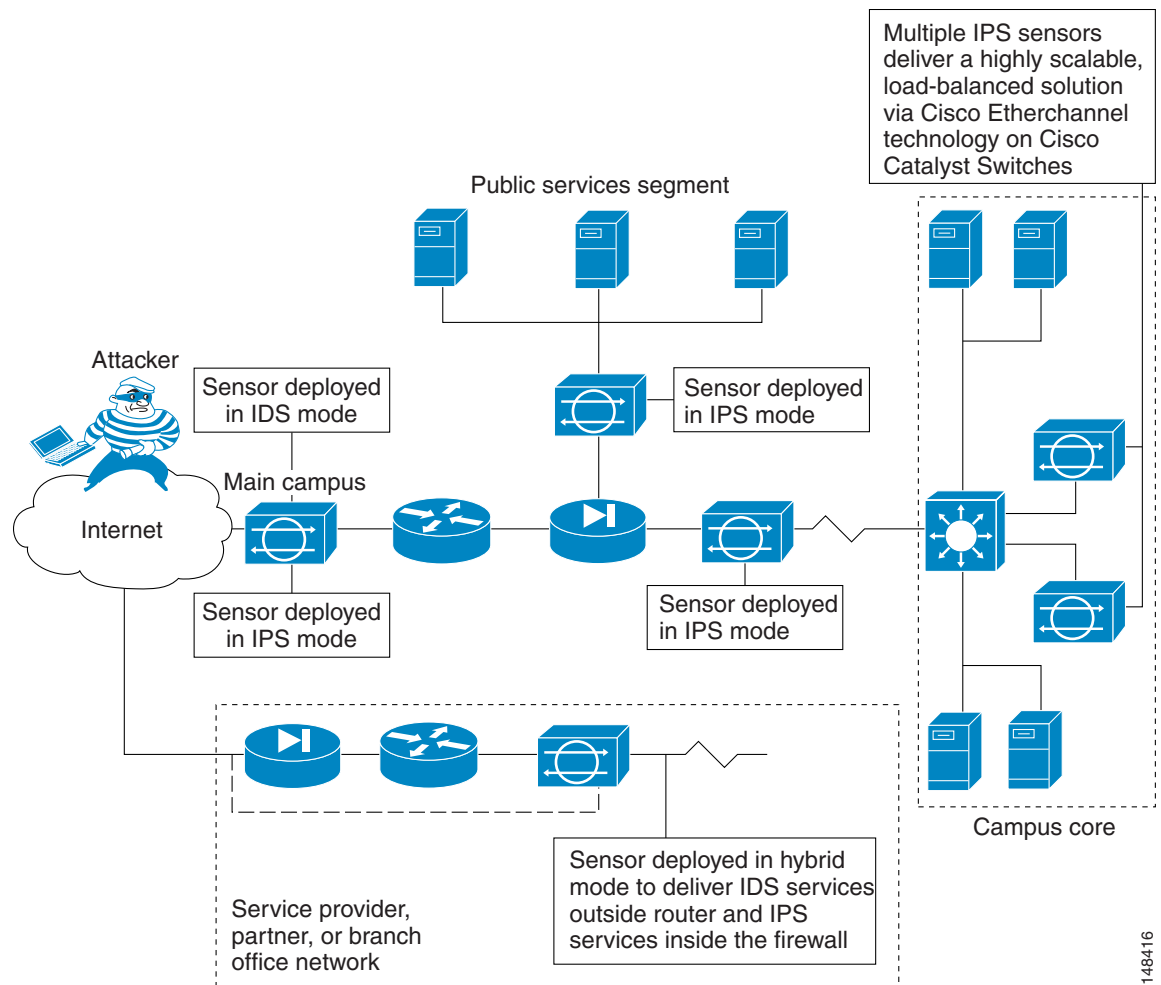 Multiple IPS sensors
deliver a highly scalable,
load-balanced solution
via Cisco Etherchannel
technology on Cisco
Catalyst Switches
Public services segment
Attacker
Sensor deployed
in IDS mode
Sensor deployed
in IPS mode
Main campus
Internet
Sensor deployed
in IPS mode
Sensor deployed
in IPS mode
Campus core
Sensor deployed in hybrid
mode to deliver IDS services
outside router and IPS
services inside the firewall
Service provider,
partner, or branch
office network
148416